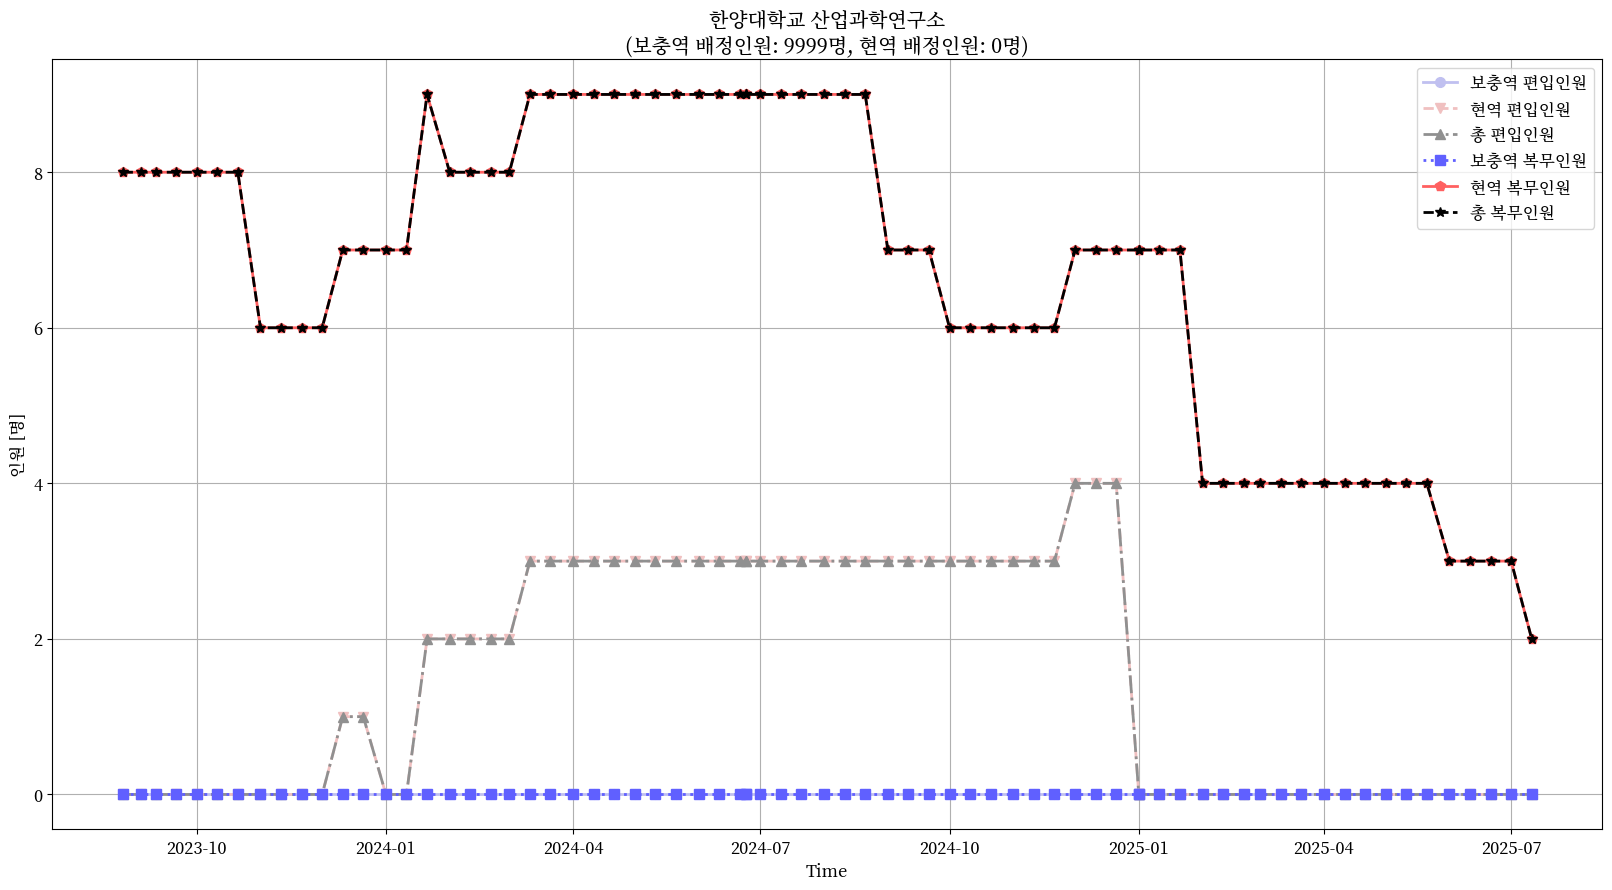 한양대학교 산업과학연구소
(보충역 배정인원: 9999명, 현역 배정인원: 0명)
보충역 편입인원
현역 편입인원
총 편입인원
보충역 복무인원
현역 복무인원
총 복무인원
인원 [명]
8
6
4
2
0
2023-10
2024-01
2024-04
2024-07
2024-10
2025-01
2025-04
2025-07
Time